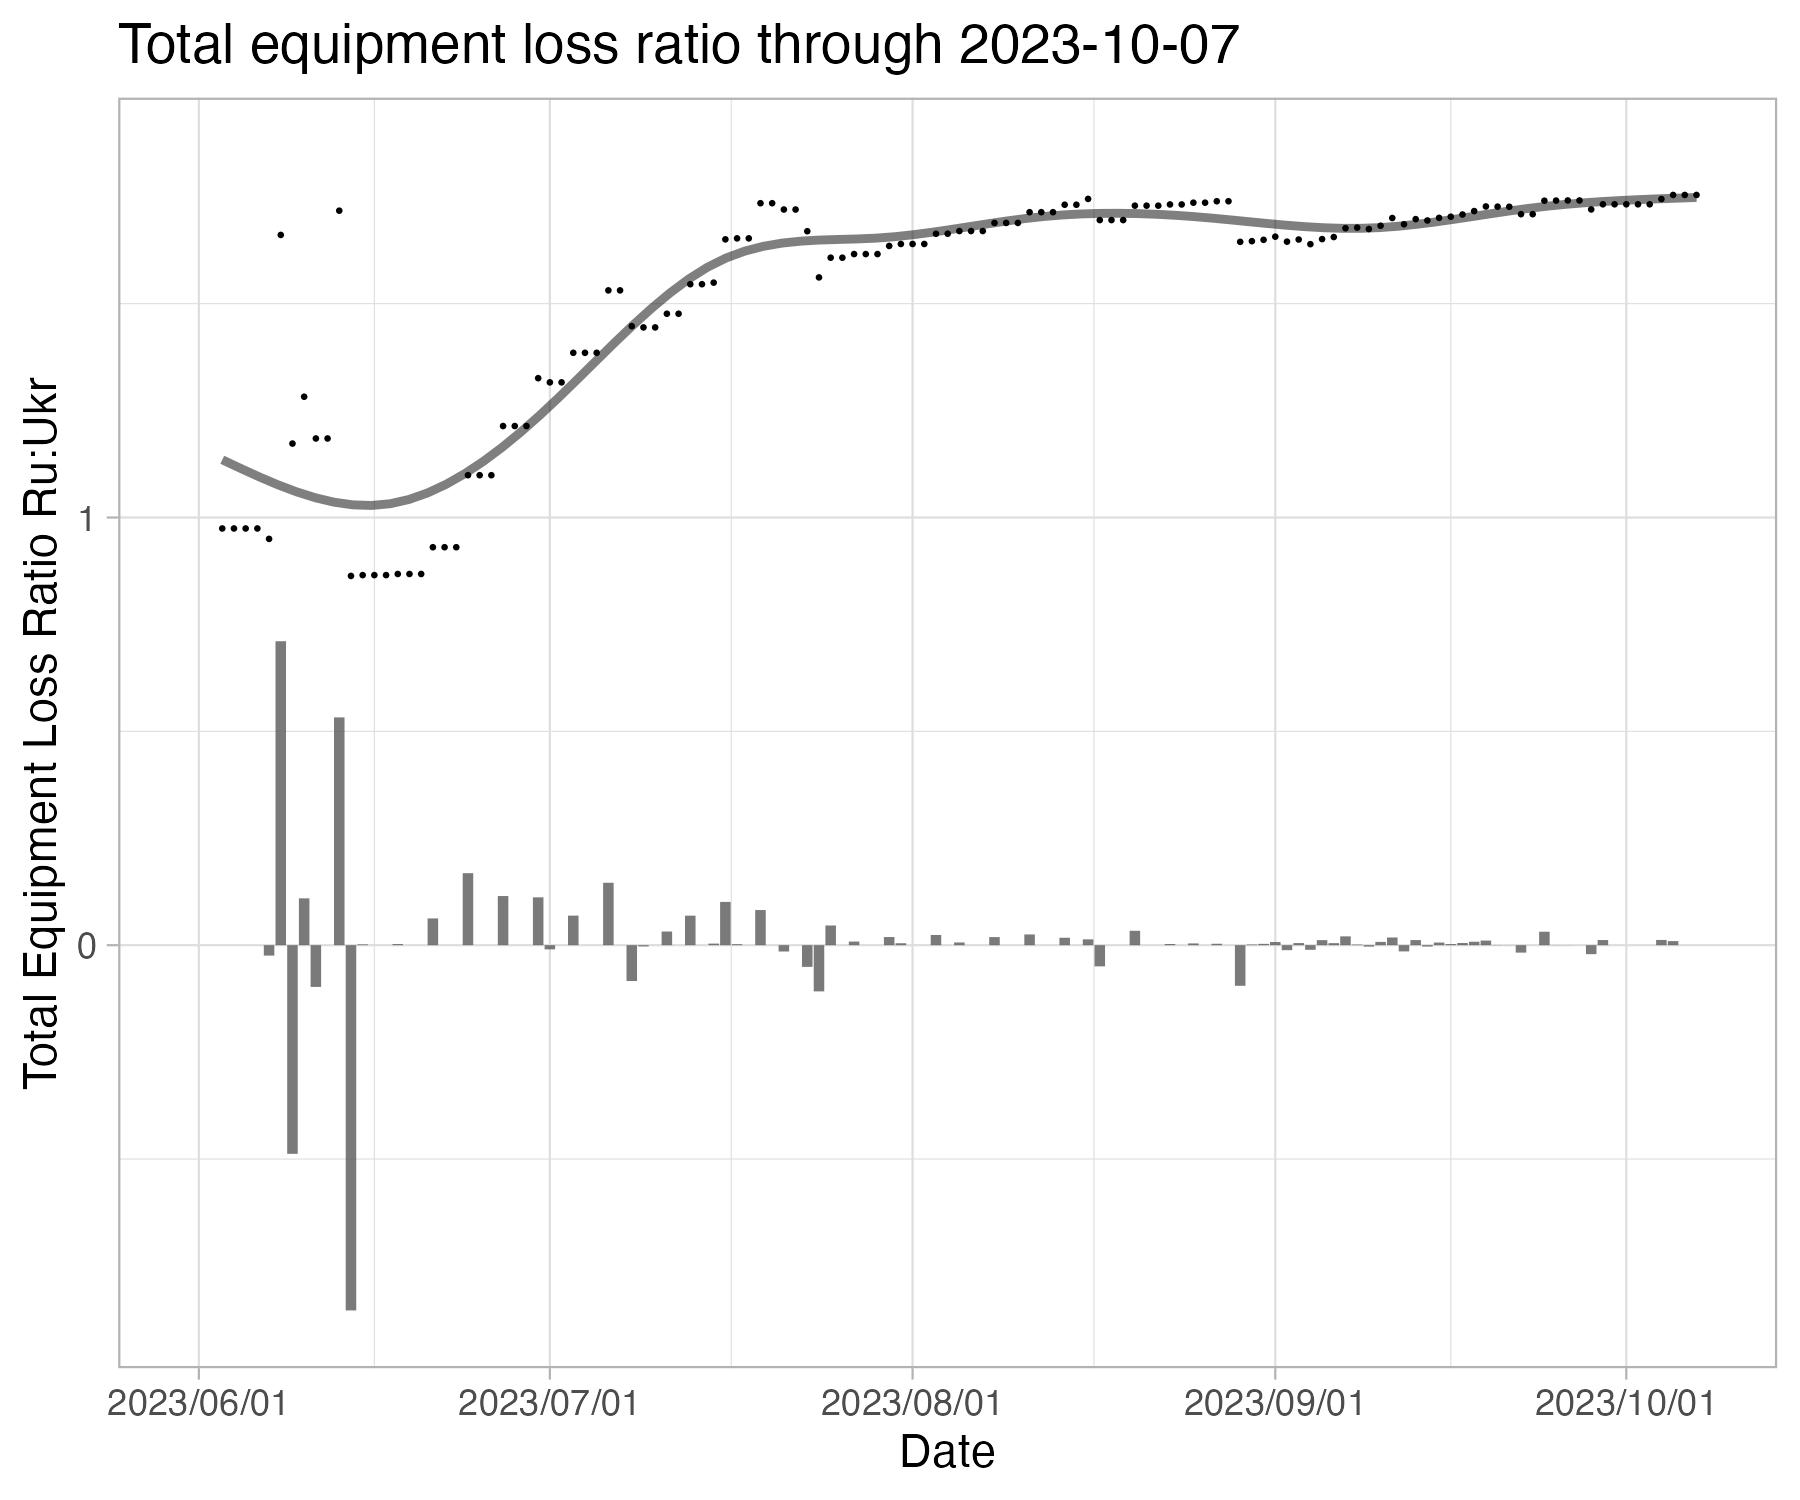 Total equipment loss ratio through 2023-10-07
Total Equipment Loss Ratio Ru:Ukr
1
0
2023/06/01
2023/07/01
2023/08/01
2023/09/01
2023/10/01
Date